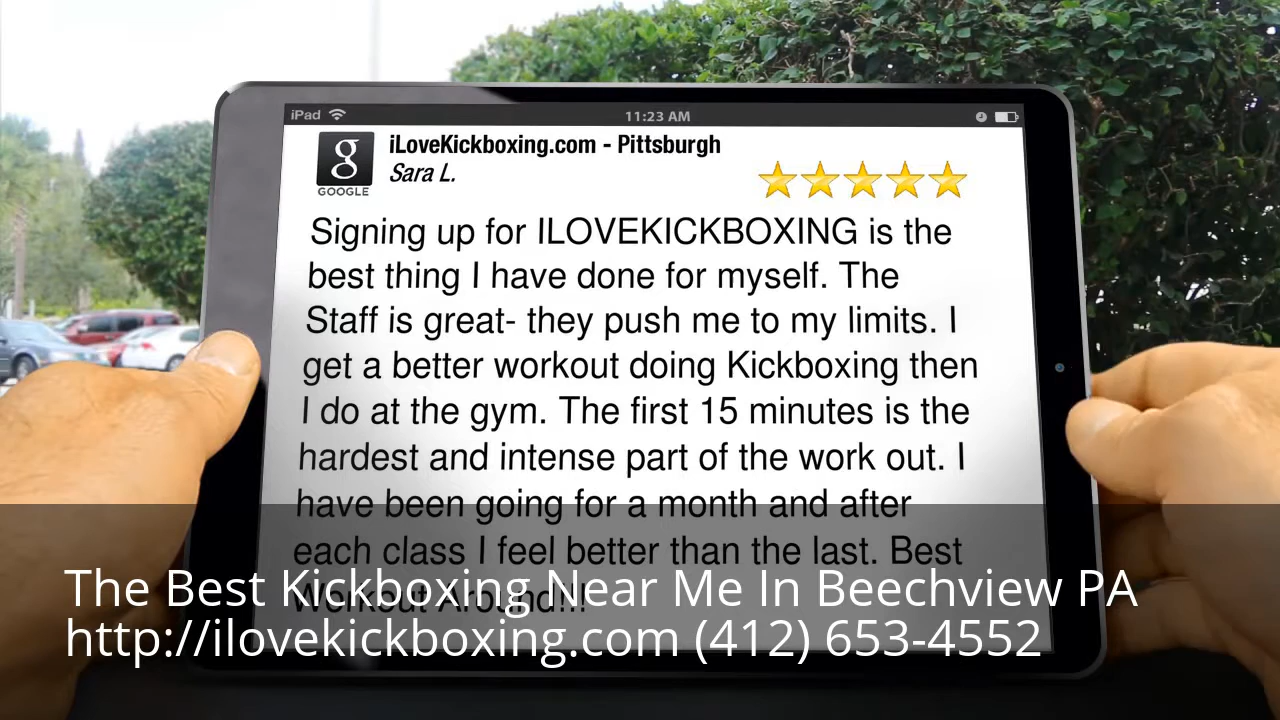 iPad
11:23 AM
g
GOOGLE
iLoveKickboxing.com - Pittsburgh
Sara L.
Signing up for ILOVEKICKBOXING is the
best thing I have done for myself. The
Staff is great- they push me to my limits. I
get a better workout doing Kickboxing then
I do at the gym. The first 15 minutes is the
hardest and intense part of the work out. I
have been going for a month and after
each class I feel better than the last. Best
Workout Around!!!
The Best Kickboxing Near Me In Beechview PA
http://ilovekickboxing.com (412) 653-4552